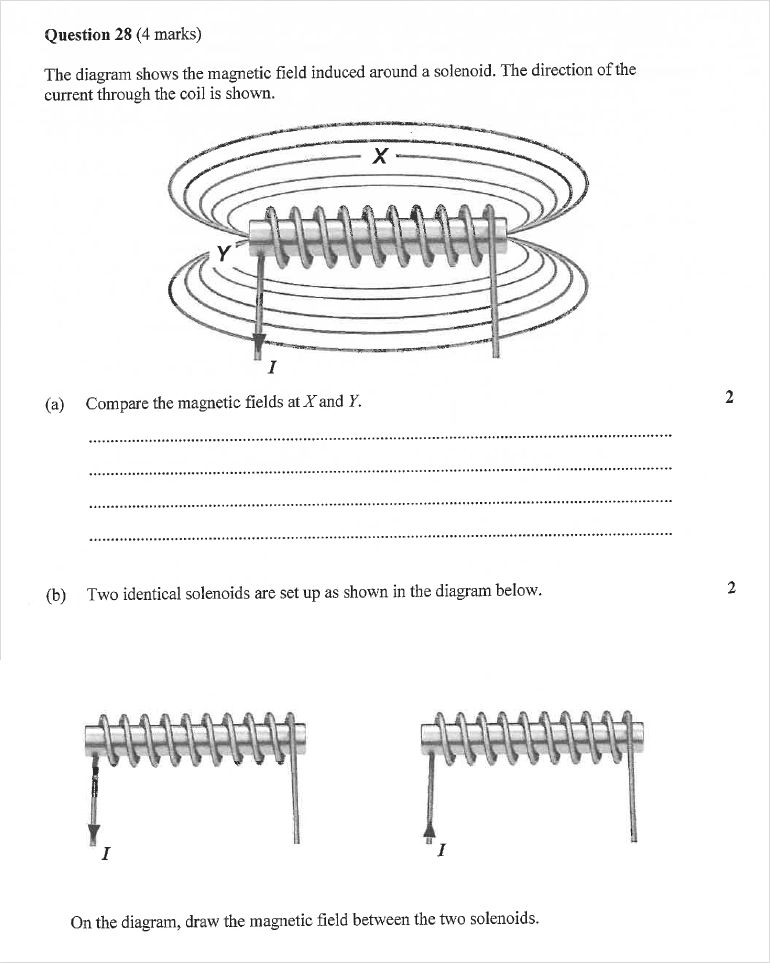 Question 28 (4 marks)
The diagram shows the magnetic field induced around a solenoid. The direction of the
current through the coil is shown.
X
Y
I
(a) Compare the magnetic fields at X and Y. 2
(b) Two identical solenoids are set up as shown in the diagram below. 2
I I
On the diagram, draw the magnetic field between the two solenoids.